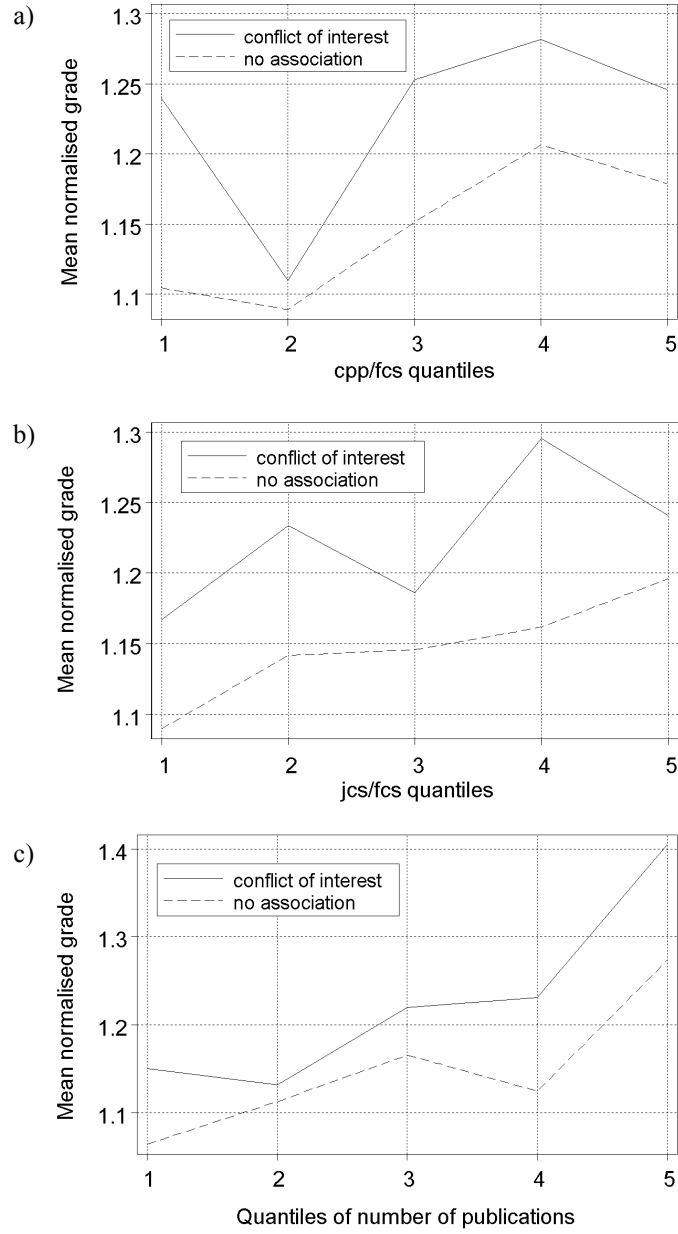 a)
Mean normalised grade
1.3
1.25
1.2
1.15
1.1
conflict of interest
no association
1 2 3 4 5
cpp/fcs quantiles
b)
Mean normalised grade
1.3
1.25
1.2
1.15
1.1
conflict of interest
no association
1 2 3 4 5
jcs/fcs quantiles
c)
Mean normalised grade
1.4
1.3
1.2
1.1
conflict of interest
no association
1 2 3 4 5
Quantiles of number of publications